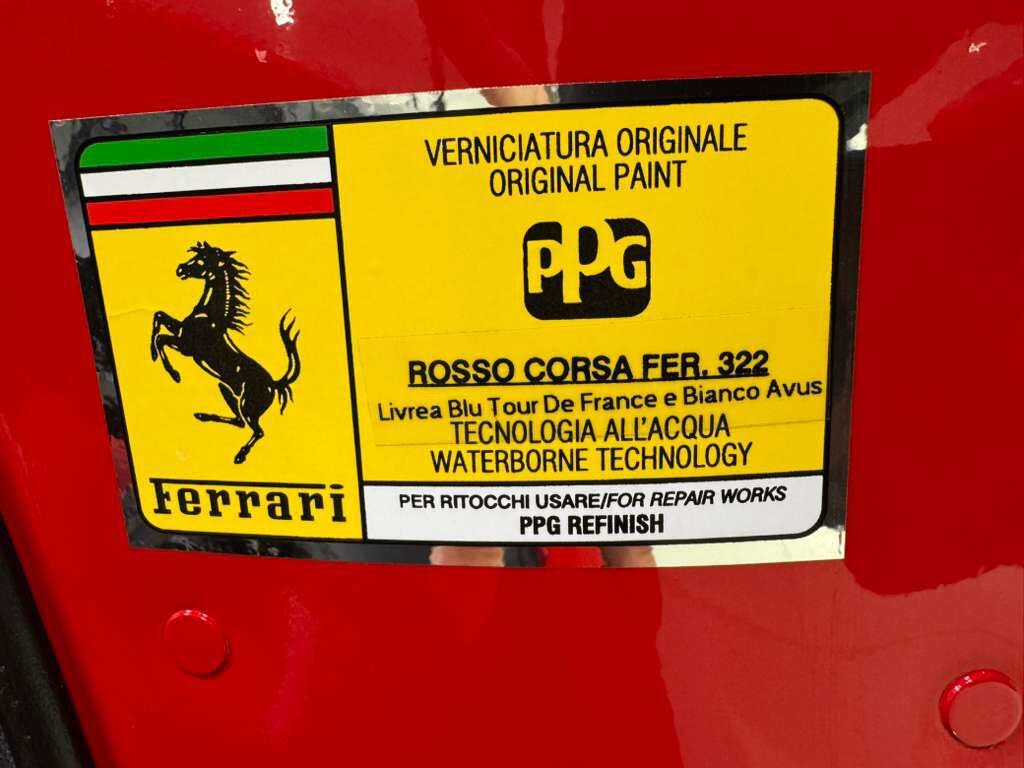 VERNICIATURA ORIGINALE
ORIGINAL PAINT
PPG
ROSSO CORSA FER. 322
Livrea Blu Tour De France e Bianco Avus
TECNOLOGIA ALL'ACQUA
WATERBORNE TECHNOLOGY
Ferrari
PER RITOCCHI USARE/FOR REPAIR WORKS
PPG REFINISH